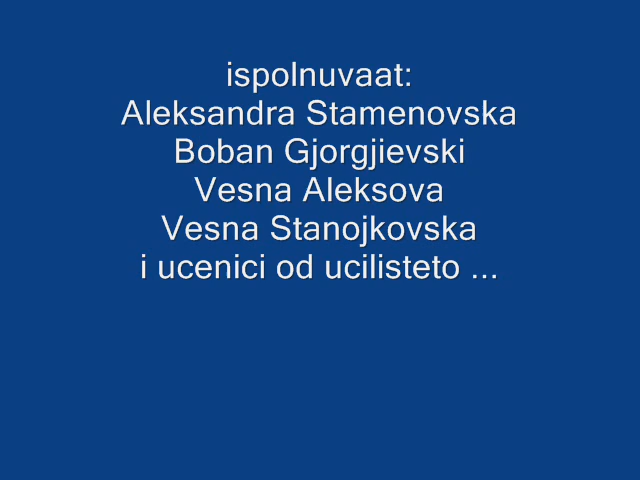 ispolnuvaat:
Aleksandra Stamenovska
Boban Gjorgjievski
Vesna Aleksova
Vesna Stanojkovska
i ucenici od ucilisteto ...